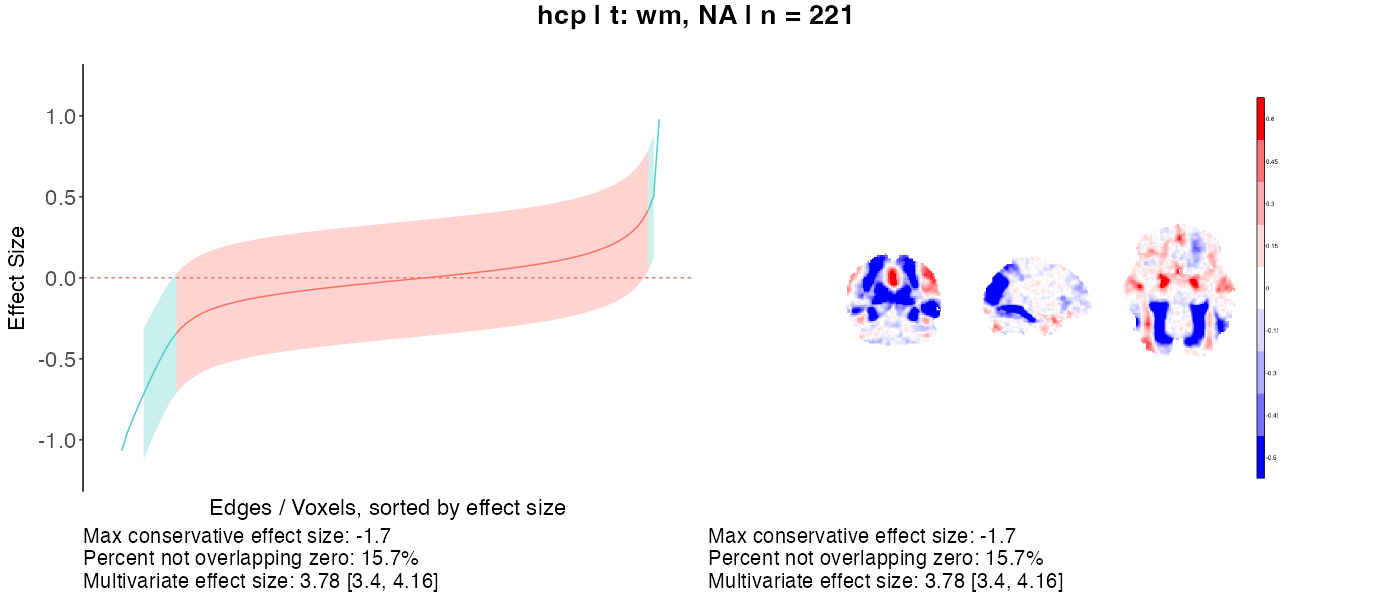 hcp | t: wm, NA | n = 221
1.0
0.5
0.0
-0.5
-1.0
Effect Size
Edges / Voxels, sorted by effect size
0.6
0.45
0.3
0.15
0
-0.3
-0.6
Max conservative effect size: -1.7
Percent not overlapping zero: 15.7%
Multivariate effect size: 3.78 [3.4, 4.16]
Max conservative effect size: -1.7
Percent not overlapping zero: 15.7%
Multivariate effect size: 3.78 [3.4, 4.16]